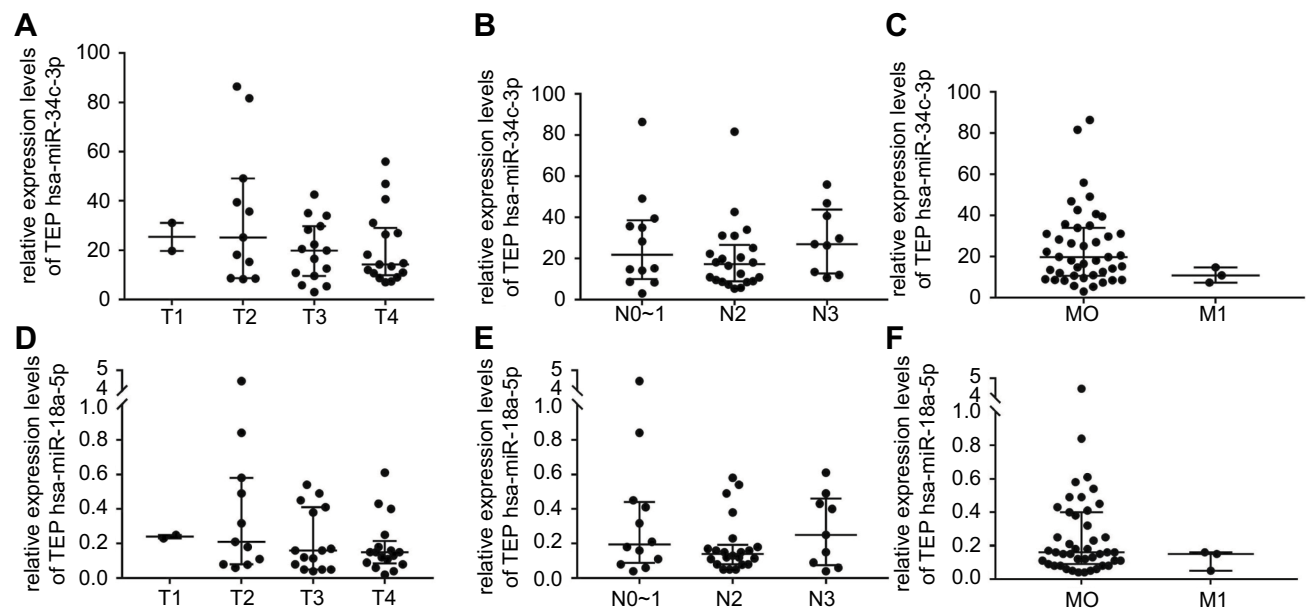 A
relative expression levels
of TEP hsa-miR-34c-3p
100
80
60
40
20
0
T1 T2 T3 T4
B
relative expression levels
of TEP hsa-miR-34c-3p
100
80
60
40
20
0
N0~1 N2 N3
C
relative expression levels
of TEP hsa-miR-34c-3p
100
80
60
40
20
0
MO M1
D
relative expression levels
of TEP hsa-miR-18a-5p
5
4
1.0
0.8
0.6
0.4
0.2
0.0
T1 T2 T3 T4
E
relative expression levels
of TEP hsa-miR-18a-5p
5
4
1.0
0.8
0.6
0.4
0.2
0.0
N0~1 N2 N3
F
relative expression levels
of TEP hsa-miR-18a-5p
5
4
1.0
0.8
0.6
0.4
0.2
0.0
MO M1